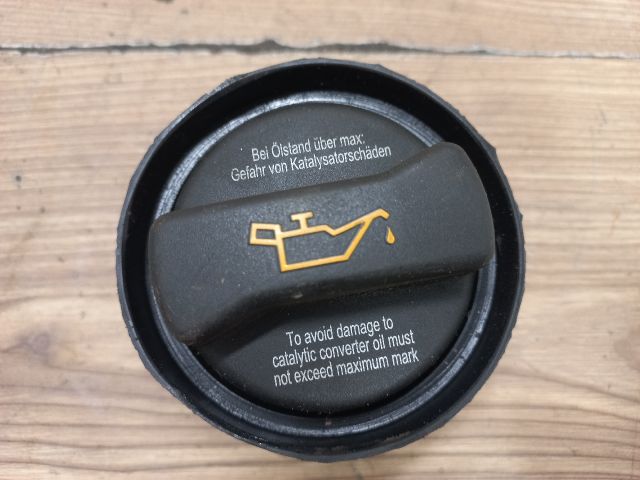 Bei Ölstand über max:
Gefahr von Katalysatorschäden
To avoid damage to
catalytic converter oil must
not exceed maximum mark